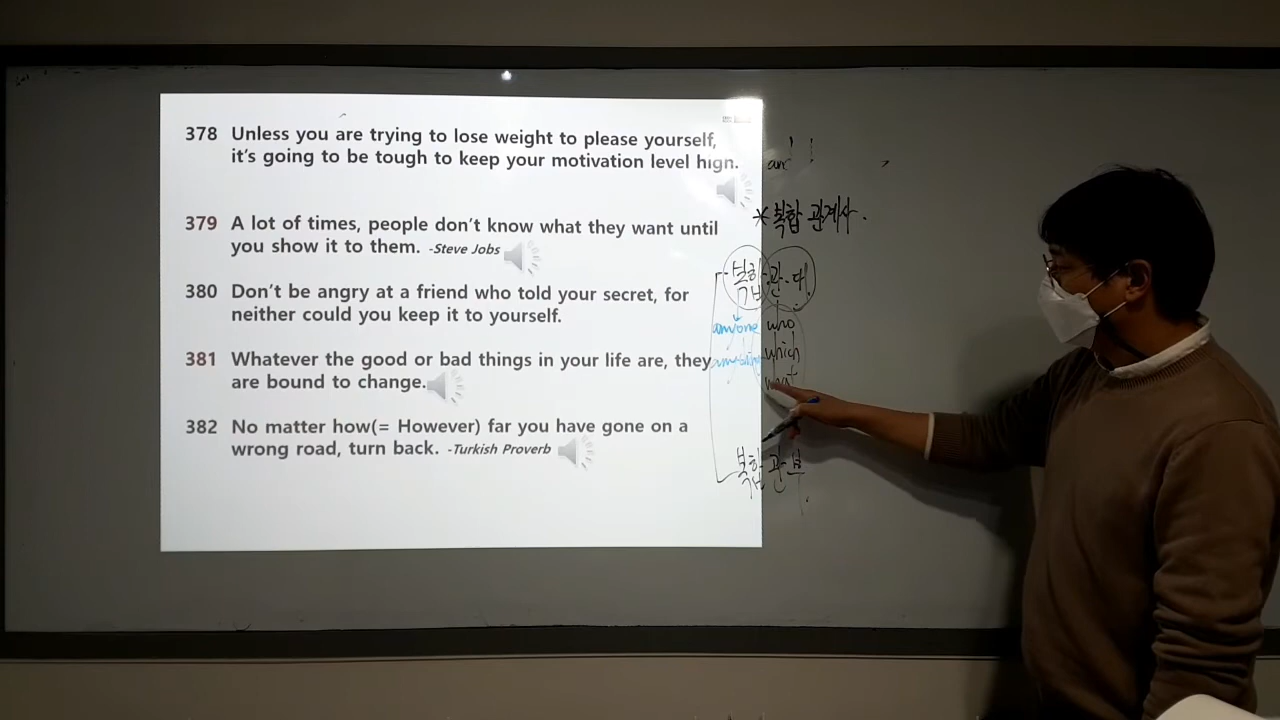 378 Unless you are trying to lose weight to please yourself,
it's going to be tough to keep your motivation level high.
379 A lot of times, people don't know what they want until
you show it to them. -Steve Jobs
380 Don't be angry at a friend who told your secret, for
neither could you keep it to yourself.
381 Whatever the good or bad things in your life are, they
are bound to change.
382 No matter how(= However) far you have gone on a
wrong road, turn back. -Turkish Proverb
and
*복합 관계사.
복합 관·대.
anyone who
which
what
복합 관·부.